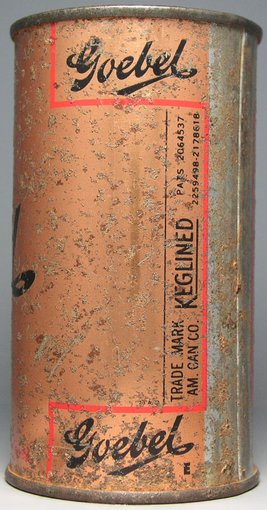 Goebel
PATS 2064537
2259498-2178618
TRADE MARK KEGLINED
AM. CAN CO.
Goebel
E